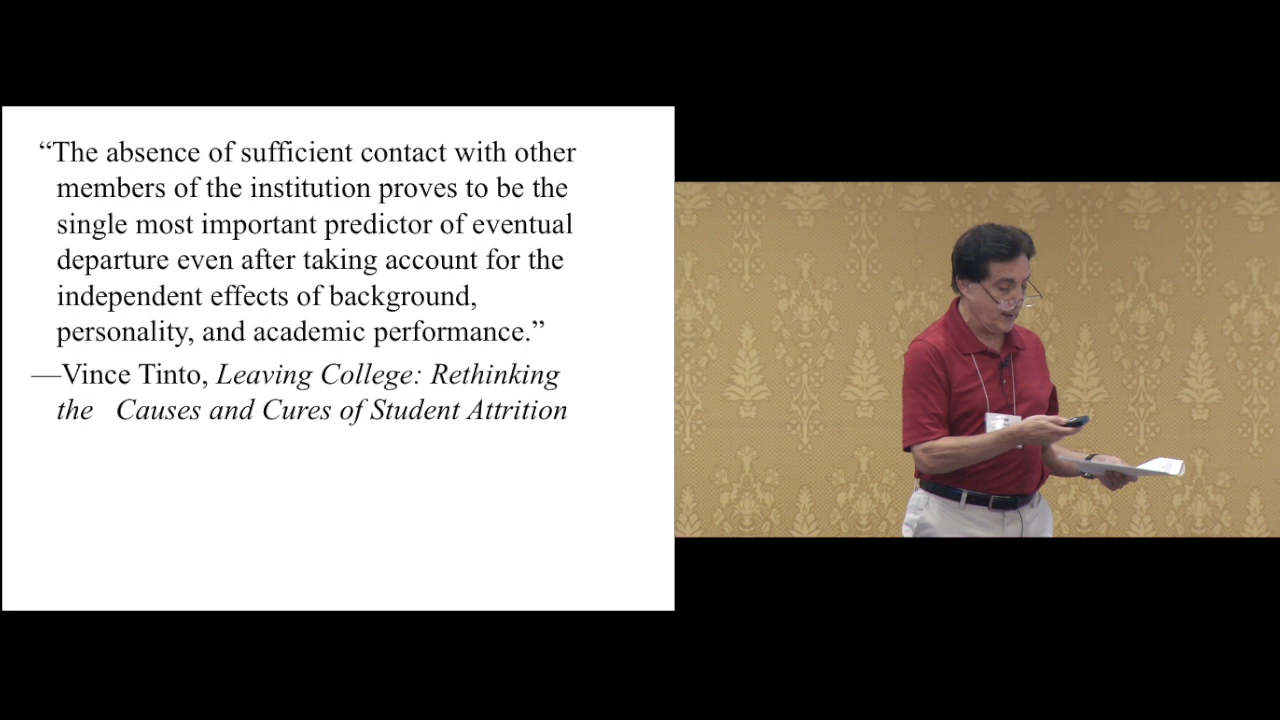 “The absence of sufficient contact with other
members of the institution proves to be the
single most important predictor of eventual
departure even after taking account for the
independent effects of background,
personality, and academic performance.”
—Vince Tinto, Leaving College: Rethinking
the Causes and Cures of Student Attrition